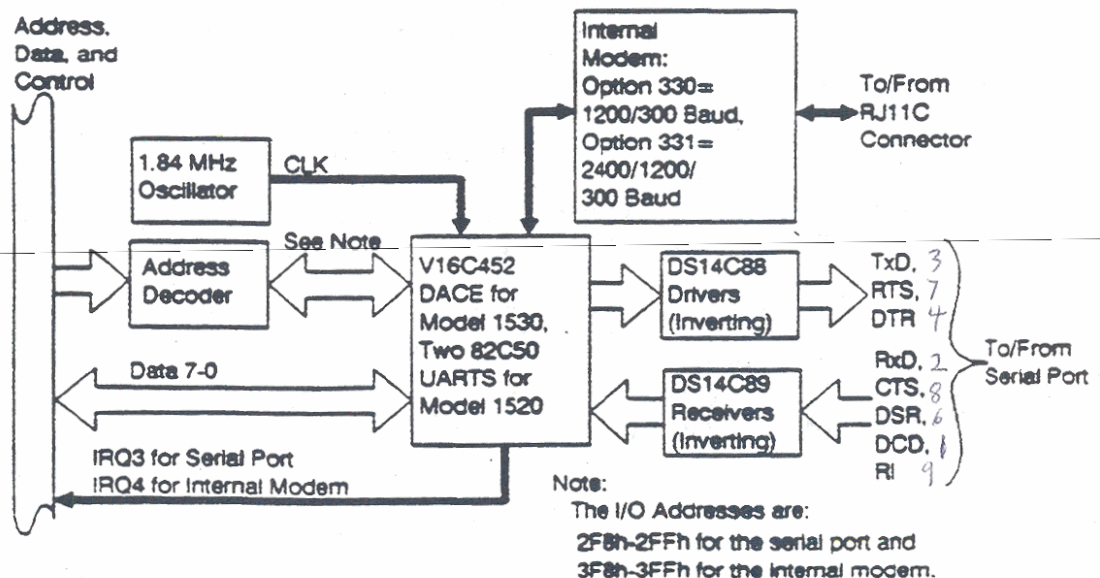 Address,
Data, and
Control
1.84 MHz
Oscillator
CLK
Internal
Modem:
Option 330=
1200/300 Baud,
Option 331=
2400/1200/
300 Baud
To/From
RJ11C
Connector
Address
Decoder
See Note
V16C452
DACE for
Model 1530,
Two 82C50
UARTS for
Model 1520
DS14C88
Drivers
(Inverting)
TxD, 3
RTS, 7
DTR 4
Data 7-0
DS14C89
Receivers
(Inverting)
RxD, 2
CTS, 8
DSR, 6
DCD, 1
RI 9
To/From
Serial Port
IRQ3 for Serial Port
IRQ4 for Internal Modem
Note:
The I/O Addresses are:
2F8h-2FFh for the serial port and
3F8h-3FFh for the internal modem.